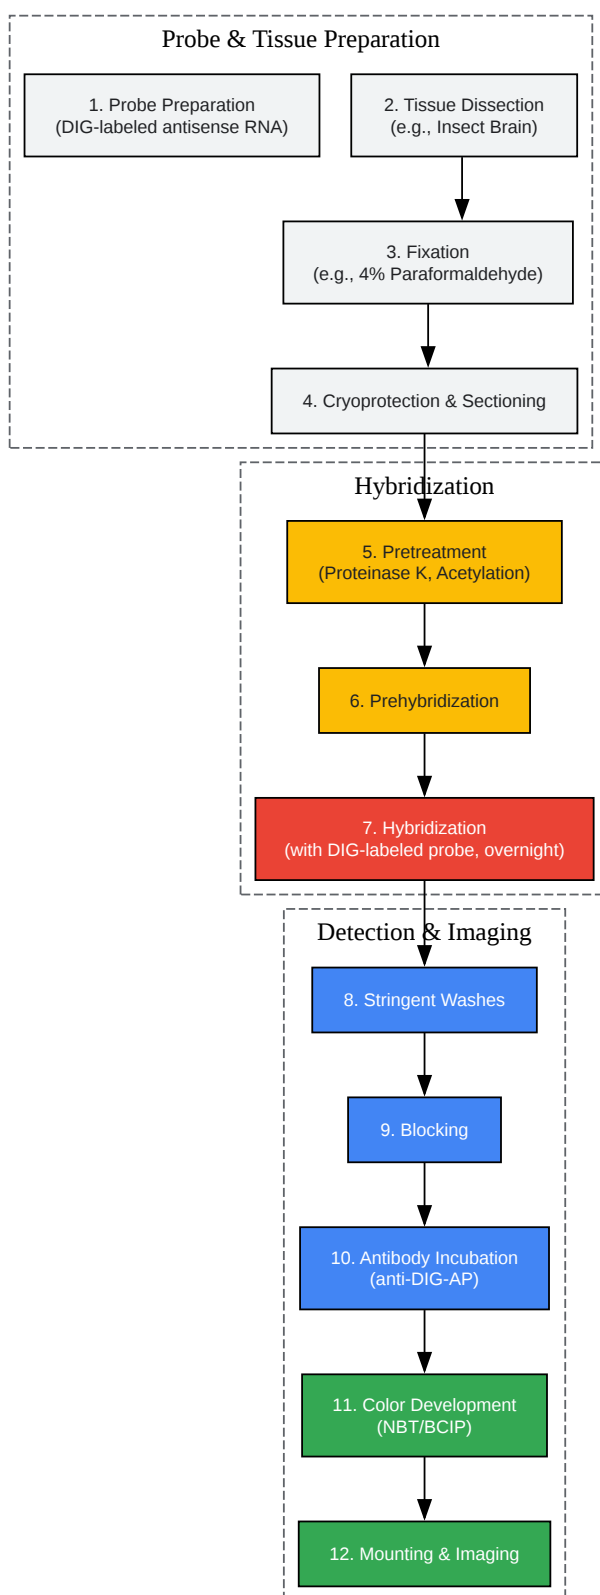 Probe & Tissue Preparation
1. Probe Preparation
(DIG-labeled antisense RNA)
2. Tissue Dissection
(e.g., Insect Brain)
3. Fixation
(e.g., 4% Paraformaldehyde)
4. Cryoprotection & Sectioning
Hybridization
5. Pretreatment
(Proteinase K, Acetylation)
6. Prehybridization
7. Hybridization
(with DIG-labeled probe, overnight)
Detection & Imaging
8. Stringent Washes
9. Blocking
10. Antibody Incubation
(anti-DIG-AP)
11. Color Development
(NBT/BCIP)
12. Mounting & Imaging